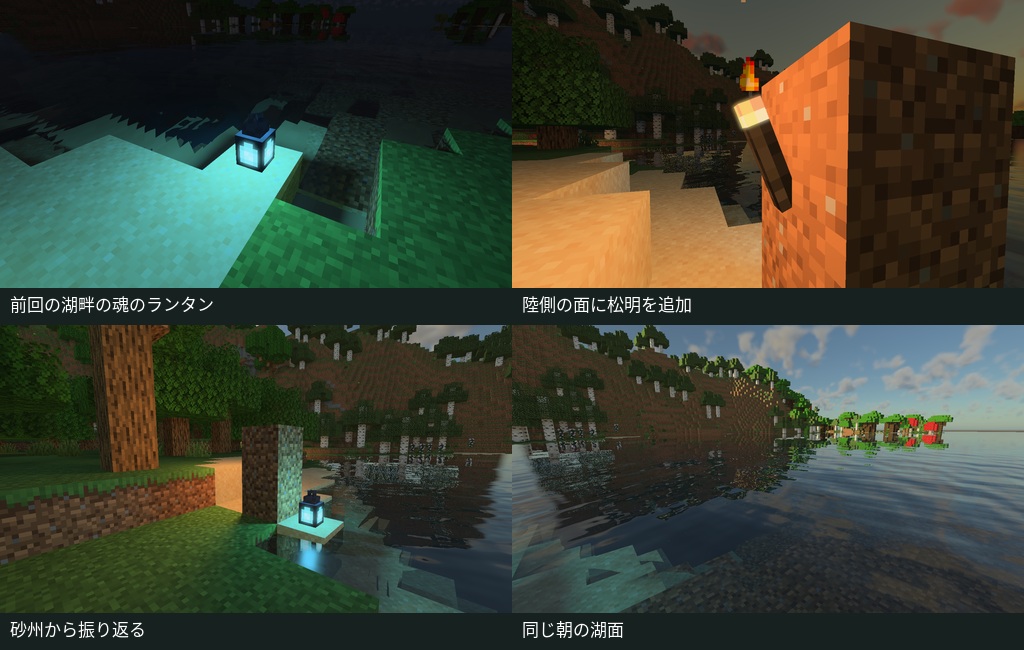 前回の湖畔の魂のランタン
陸側の面に松明を追加
砂州から振り返る
同じ朝の湖面